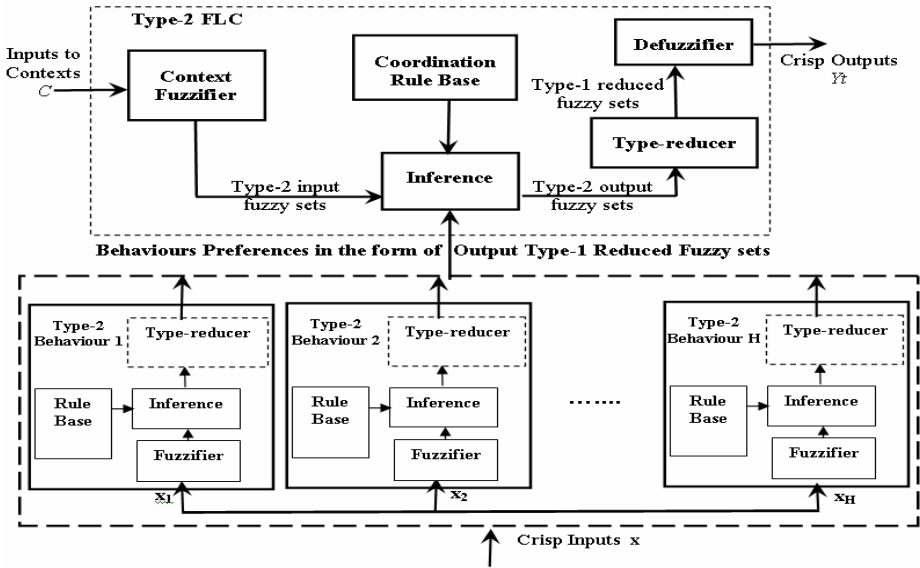 Type-2 FLC
Inputs to
Contexts
C
Context
Fuzzifier
Coordination
Rule Base
Defuzzifier
Crisp Outputs
Yt
Type-1 reduced
fuzzy sets
Type-reducer
Inference
Type-2 input
fuzzy sets
Type-2 output
fuzzy sets
Behaviours Preferences in the form of Output Type-1 Reduced Fuzzy sets
Type-2
Behaviour 1
Type-reducer
Rule
Base
Inference
Fuzzifier
x1
Type-2
Behaviour 2
Type-reducer
Rule
Base
Inference
Fuzzifier
x2
.......
Type-2
Behaviour H
Type-reducer
Rule
Base
Inference
Fuzzifier
xH
Crisp Inputs x